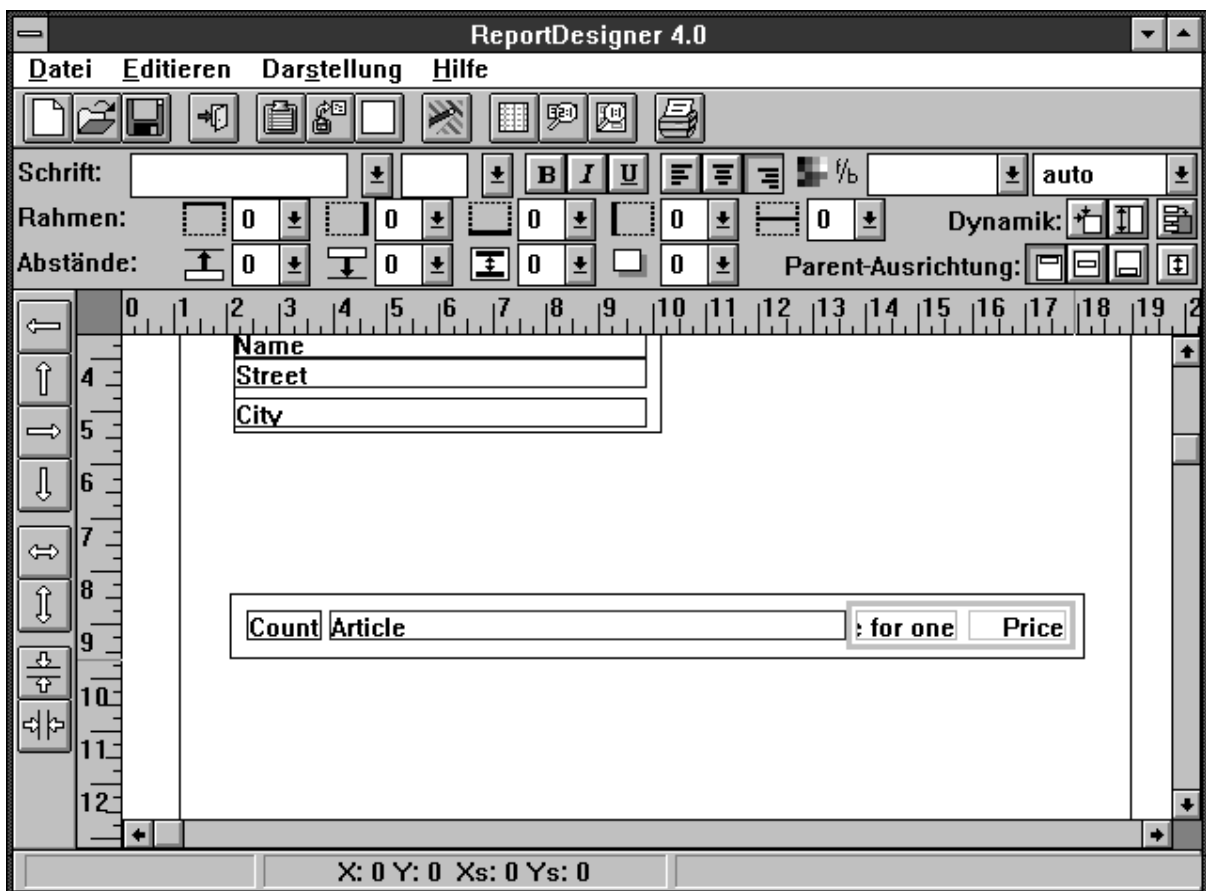 ReportDesigner 4.0
Datei Editieren Darstellung Hilfe
Schrift: B I U f/b auto
Rahmen: 0 0 0 0 0 Dynamik:
Abstände: 0 0 0 0 Parent-Ausrichtung:
0 1 2 3 4 5 6 7 8 9 10 11 12 13 14 15 16 17 18 19 2
Name
4 Street
5 City
6
7
8
9 Count Article for one Price
10
11
12
X: 0 Y: 0 Xs: 0 Ys: 0